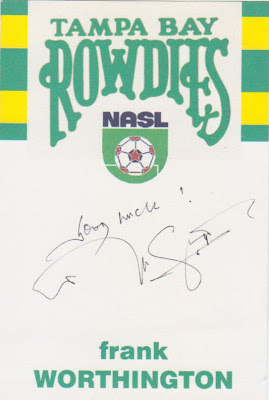 TAMPA BAY
ROWDIES
NASL
Good luck !
frank
WORTHINGTON